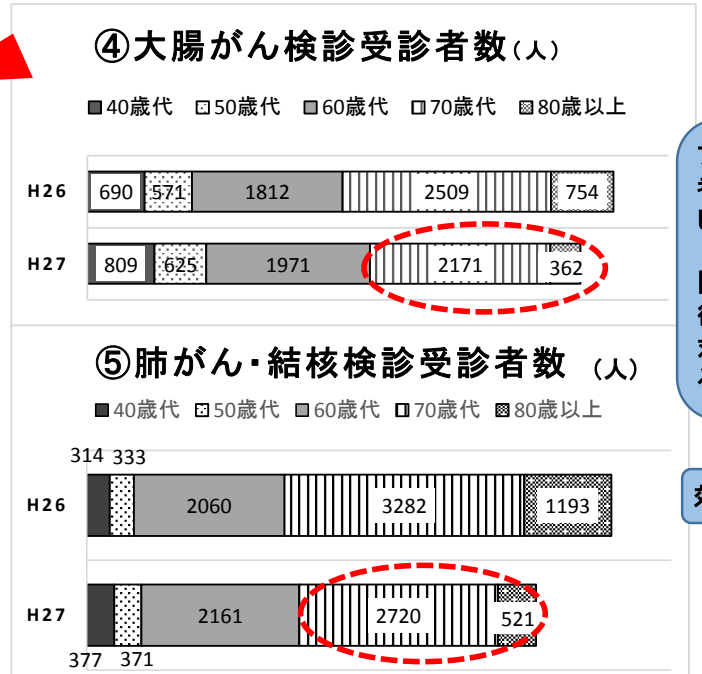 ④大腸がん検診受診者数(人)
40歳代 50歳代 60歳代 70歳代 80歳以上
H26 690 571 1812 2509 754
H27 809 625 1971 2171 362
⑤肺がん・結核検診受診者数 (人)
40歳代 50歳代 60歳代 70歳代 80歳以上
314 333
H26 2060 3282 1193
H27 2161 2720 521
377 371